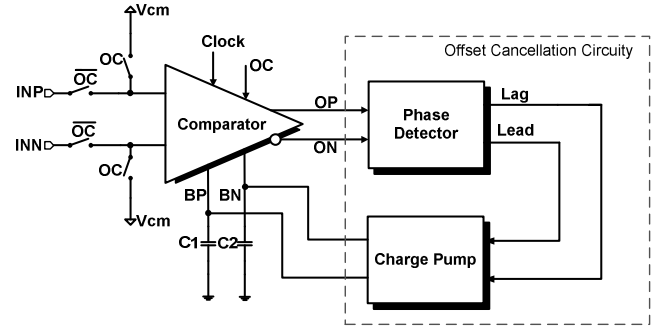 Vcm
Clock
Offset Cancellation Circuity
OC
OC
OC
INP
OP
Lag
Phase
Detector
Comparator
OC
ON
Lead
INN
OC
BP
BN
Vcm
C1
C2
Charge Pump